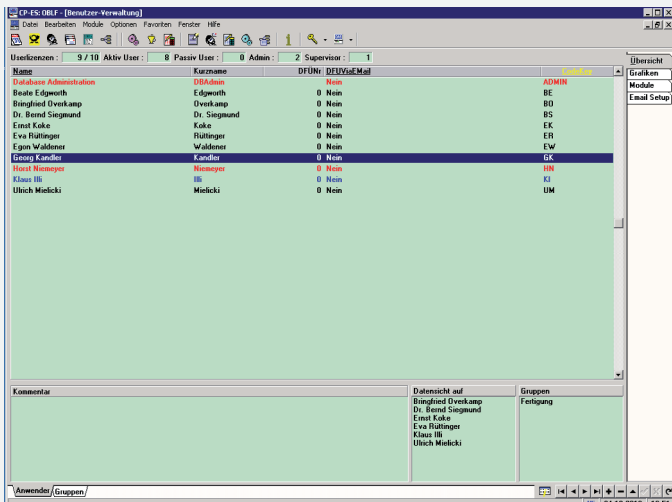 CP-ES: OBLF - [Benutzer-Verwaltung]
Datei Bearbeiten Module Optionen Favoriten Fenster Hilfe
Userlizenzen : 9 / 10 Aktiv User : 8 Passiv User : 0 Admin : 2 Supervisor : 1
Übersicht
Grafiken
Module
Email Setup
Name Kurzname DFÜNr DFÜViaEMail CodeKey
Database Administration DBAdmin Nein ADMIN
Beate Edgworth Edgworth 0 Nein BE
Bringfried Overkamp Overkamp 0 Nein BO
Dr. Bernd Siegmund Dr. Siegmund 0 Nein BS
Ernst Koke Koke 0 Nein EK
Eva Rüttinger Rüttinger 0 Nein ER
Egon Waldener Waldener 0 Nein EW
Georg Kandler Kandler 0 Nein GK
Horst Niemeyer Niemeyer 0 Nein HN
Klaus Illi Illi 0 Nein KI
Ulrich Mielicki Mielicki 0 Nein UM
Kommentar
Datensicht auf
Bringfried Overkamp
Dr. Bernd Siegmund
Ernst Koke
Eva Rüttinger
Klaus Illi
Ulrich Mielicki
Gruppen
Fertigung
Anwender Gruppen